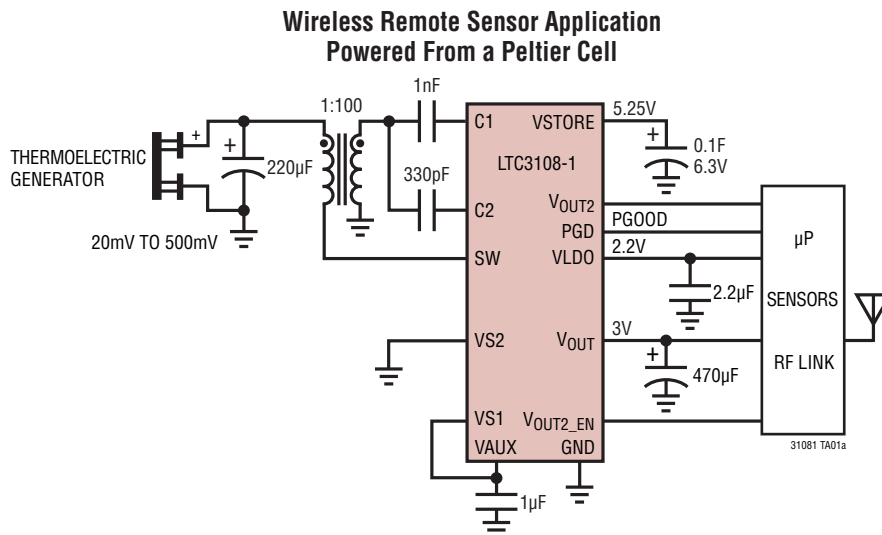 Wireless Remote Sensor Application
Powered From a Peltier Cell
THERMOELECTRIC
GENERATOR
20mV TO 500mV
+
+
220µF
1:100
1nF
330pF
C1
C2
SW
VS2
VS1
VAUX
LTC3108-1
VSTORE
VOUT2
PGD
VLDO
VOUT
VOUT2_EN
GND
1µF
5.25V
+
0.1F
6.3V
PGOOD
2.2V
2.2µF
3V
+
470µF
µP
SENSORS
RF LINK
31081 TA01a